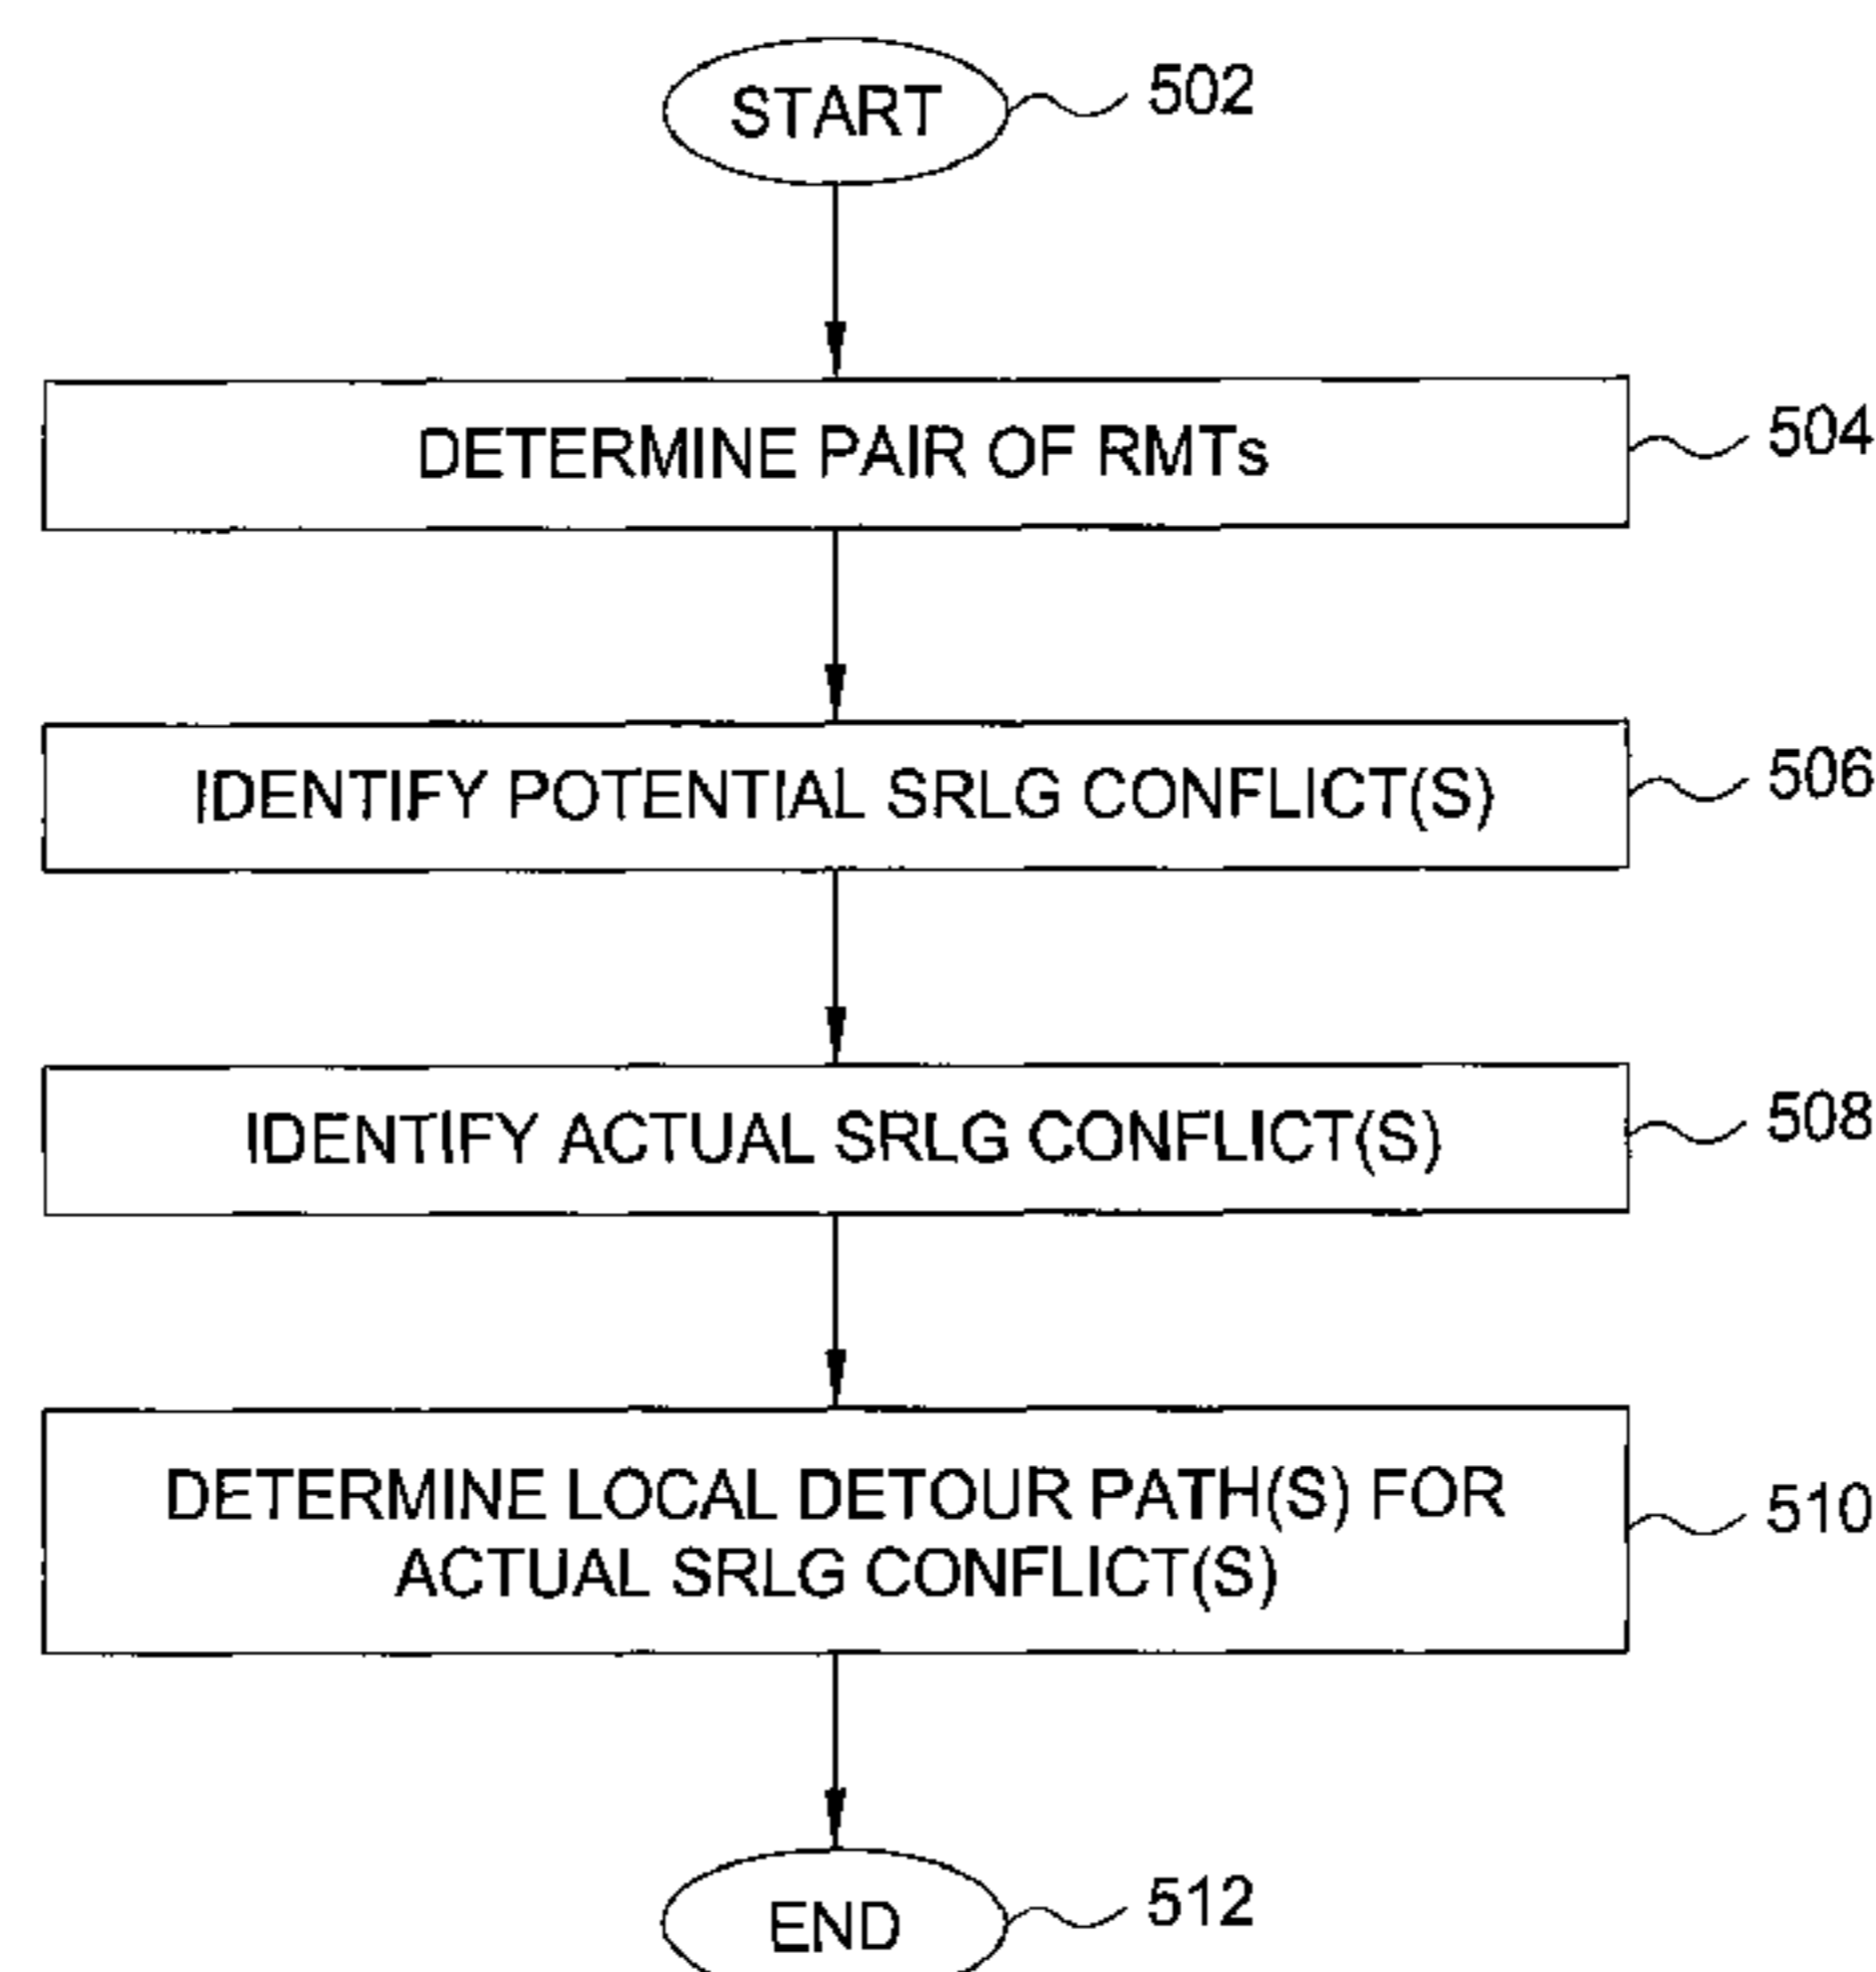 START
502
DETERMINE PAIR OF RMTs
504
IDENTIFY POTENTIAL SRLG CONFLICT(S)
506
IDENTIFY ACTUAL SRLG CONFLICT(S)
508
DETERMINE LOCAL DETOUR PATH(S) FOR
ACTUAL SRLG CONFLICT(S)
510
END
512